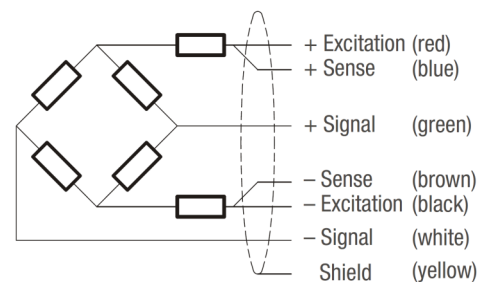 + Excitation (red)
+ Sense (blue)
+ Signal (green)
– Sense (brown)
– Excitation (black)
– Signal (white)
Shield (yellow)